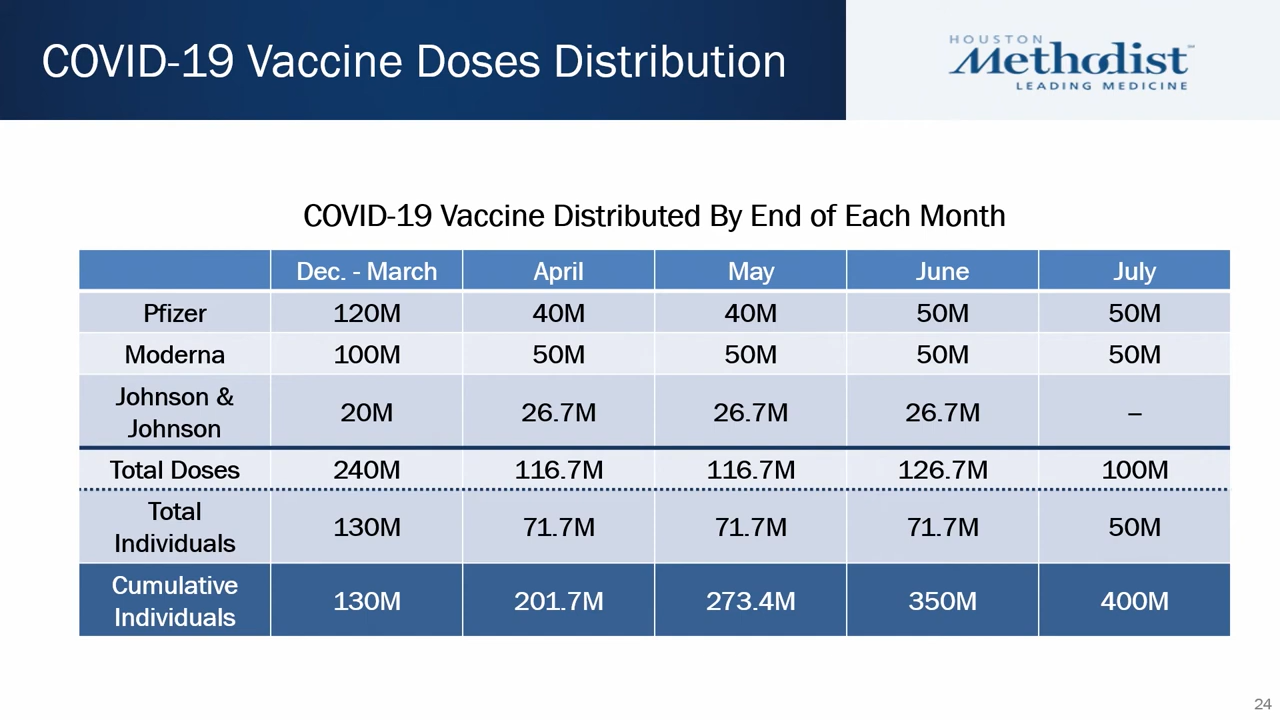 COVID-19 Vaccine Doses Distribution
HOUSTON
Methodist
LEADING MEDICINE
COVID-19 Vaccine Distributed By End of Each Month
Dec. - March April May June July
Pfizer 120M 40M 40M 50M 50M
Moderna 100M 50M 50M 50M 50M
Johnson &
Johnson 20M 26.7M 26.7M 26.7M –
Total Doses 240M 116.7M 116.7M 126.7M 100M
Total
Individuals 130M 71.7M 71.7M 71.7M 50M
Cumulative
Individuals 130M 201.7M 273.4M 350M 400M
24